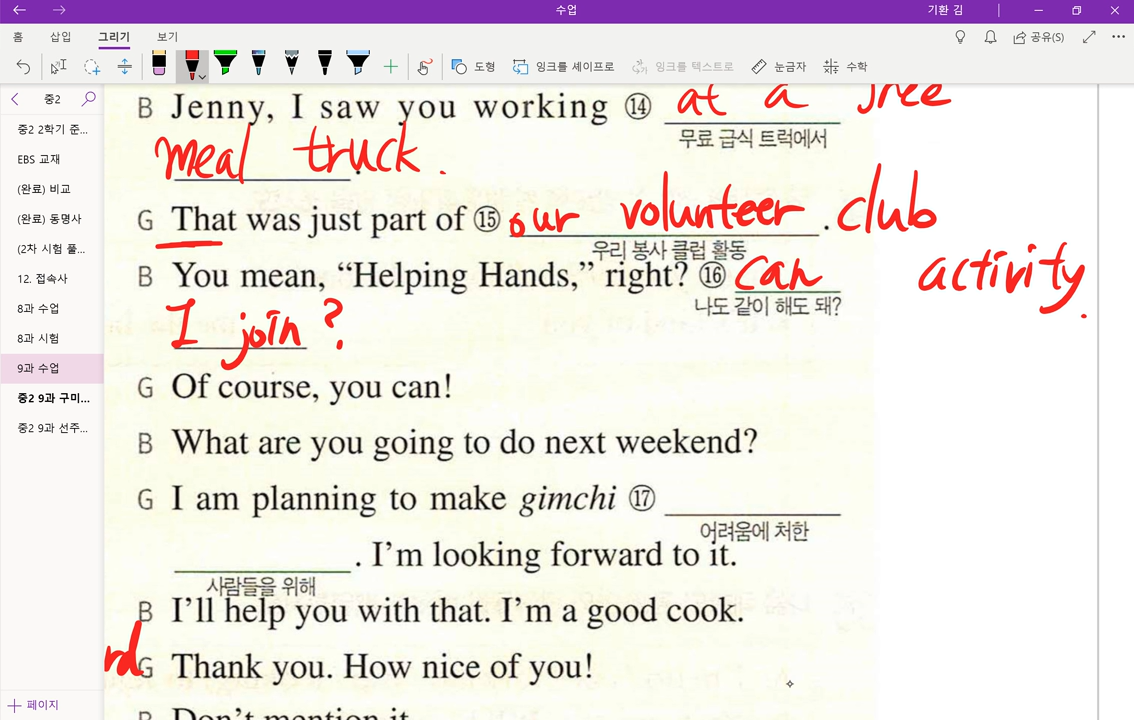 수업
기환 김
홈 삽입 그리기 보기
공유(S)
도형 잉크를 셰이프로 잉크를 텍스트로 눈금자 수학
중2
중2 2학기 준...
EBS 교재
(완료) 비교
(완료) 동명사
(2차 시험 풀...
12. 접속사
8과 수업
8과 시험
9과 수업
중2 9과 구미...
중2 9과 선주...
페이지
B Jenny, I saw you working ⑭ at a free
무료 급식 트럭에서
meal truck.
G That was just part of ⑮ our volunteer . club
우리 봉사 클럽 활동
activity.
B You mean, “Helping Hands,” right? ⑯ can
나도 같이 해도 돼?
I join?
G Of course, you can!
B What are you going to do next weekend?
G I am planning to make gimchi ⑰
어려움에 처한
. I’m looking forward to it.
사람들을 위해
B I’ll help you with that. I’m a good cook.
rd
G Thank you. How nice of you!
B Don’t mention it.